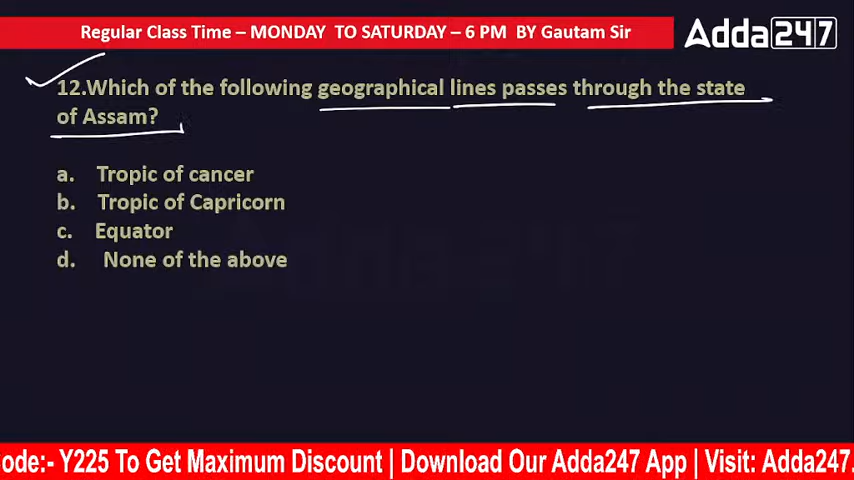 Regular Class Time – MONDAY TO SATURDAY – 6 PM BY Gautam Sir
Adda247
12.Which of the following geographical lines passes through the state
of Assam?
a. Tropic of cancer
b. Tropic of Capricorn
c. Equator
d. None of the above
ode:- Y225 To Get Maximum Discount | Download Our Adda247 App | Visit: Adda247.